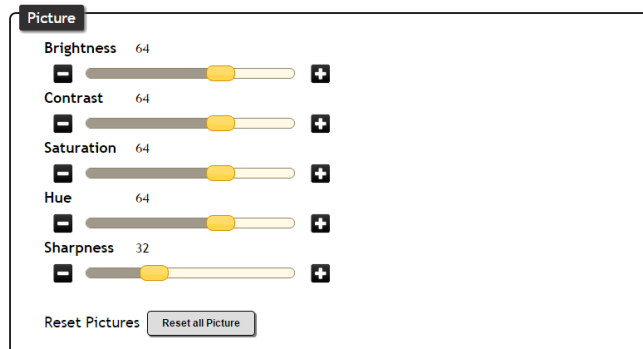 Picture
Brightness 64
Contrast 64
Saturation 64
Hue 64
Sharpness 32
Reset Pictures Reset all Picture